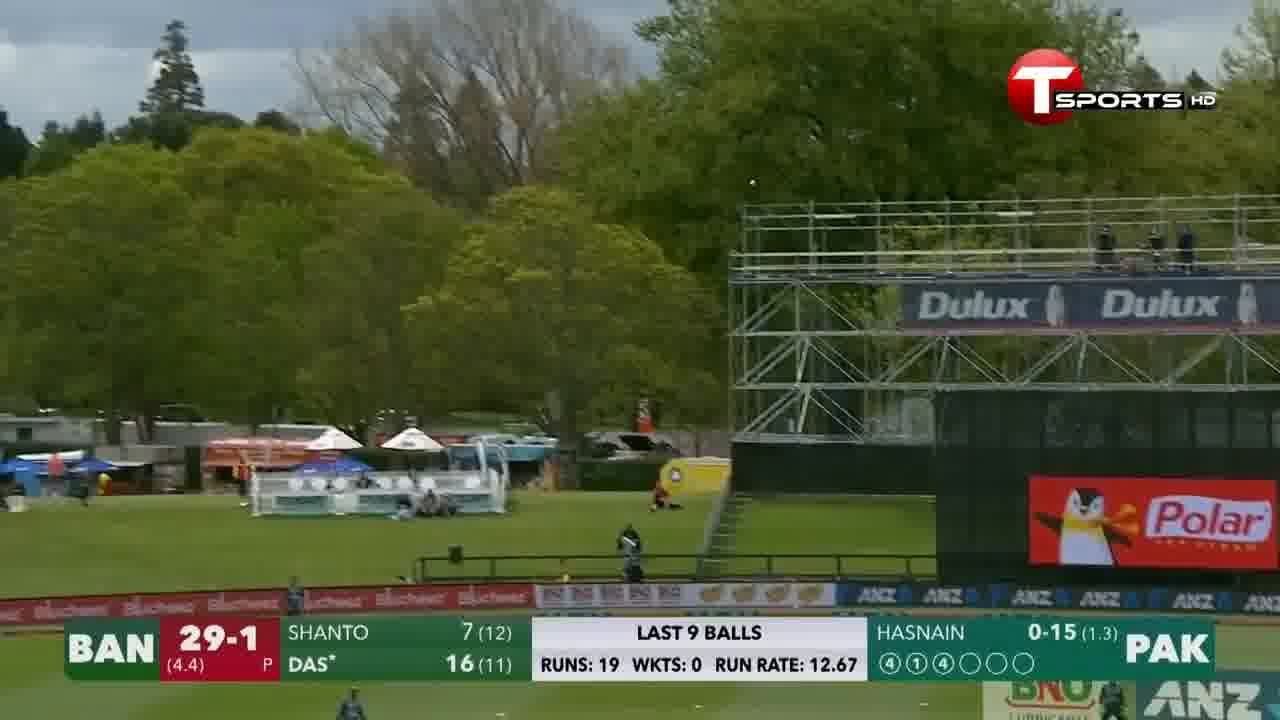 T SPORTS HD
Dulux Dulux
Polar
ANZ ANZ ANZ ANZ ANZ
BAN 29-1 (4.4) P
SHANTO 7 (12)
DAS* 16 (11)
LAST 9 BALLS
RUNS: 19 WKTS: 0 RUN RATE: 12.67
HASNAIN 0-15 (1.3)
4 1 4
PAK
BNO ANZ